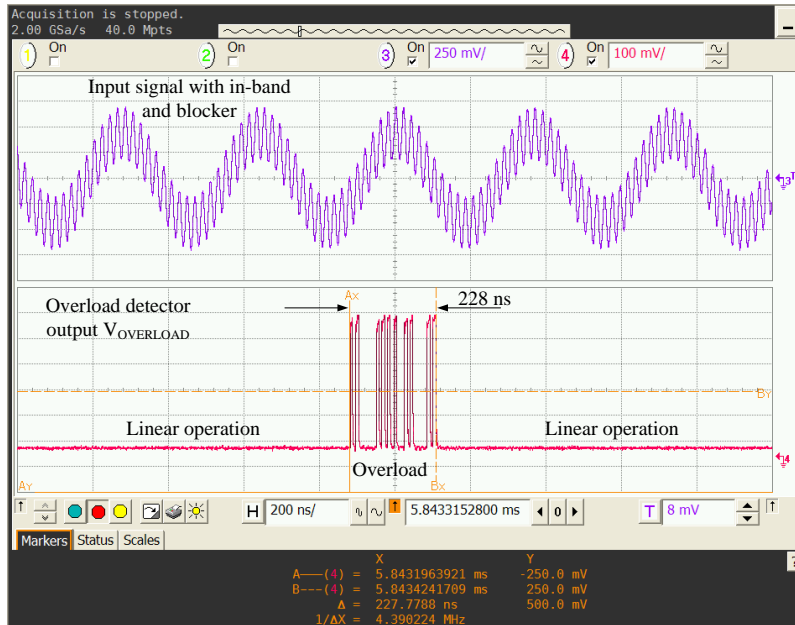 Acquisition is stopped.
2.00 GSa/s 40.0 Mpts
1 On 2 On 3 On 250 mV/ 4 On 100 mV/
Input signal with in-band
and blocker
3 T
Overload detector
output VOVERLOAD
Ax
228 ns
By
Linear operation
Linear operation
4
Overload
Ay
Bx
H 200 ns/ 5.8433152800 ms 0 T 8 mV
Markers Status Scales
?
X Y
A———(4) = 5.8431963921 ms -250.0 mV
B---(4) = 5.8434241709 ms 250.0 mV
Δ = 227.7788 ns 500.0 mV
1/ΔX = 4.390224 MHz